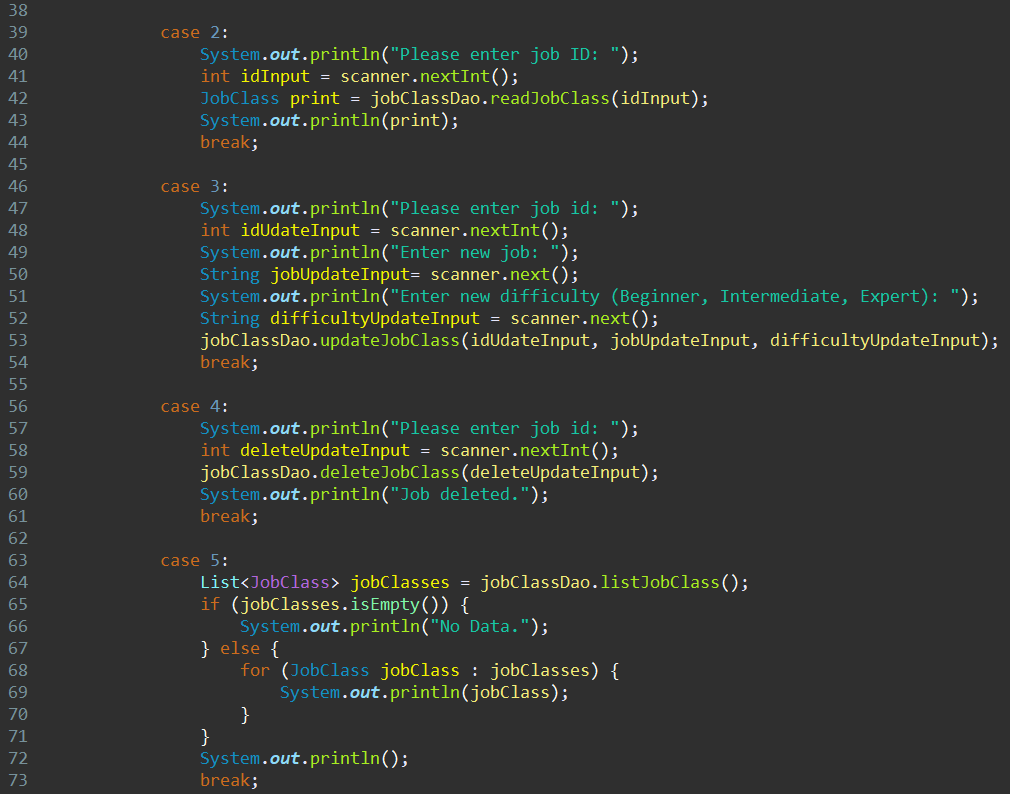 38
39 case 2:
40 System.out.println("Please enter job ID: ");
41 int idInput = scanner.nextInt();
42 JobClass print = jobClassDao.readJobClass(idInput);
43 System.out.println(print);
44 break;
45
46 case 3:
47 System.out.println("Please enter job id: ");
48 int idUdateInput = scanner.nextInt();
49 System.out.println("Enter new job: ");
50 String jobUpdateInput= scanner.next();
51 System.out.println("Enter new difficulty (Beginner, Intermediate, Expert): ");
52 String difficultyUpdateInput = scanner.next();
53 jobClassDao.updateJobClass(idUdateInput, jobUpdateInput, difficultyUpdateInput);
54 break;
55
56 case 4:
57 System.out.println("Please enter job id: ");
58 int deleteUpdateInput = scanner.nextInt();
59 jobClassDao.deleteJobClass(deleteUpdateInput);
60 System.out.println("Job deleted.");
61 break;
62
63 case 5:
64 List<JobClass> jobClasses = jobClassDao.listJobClass();
65 if (jobClasses.isEmpty()) {
66 System.out.println("No Data.");
67 } else {
68 for (JobClass jobClass : jobClasses) {
69 System.out.println(jobClass);
70 }
71 }
72 System.out.println();
73 break;